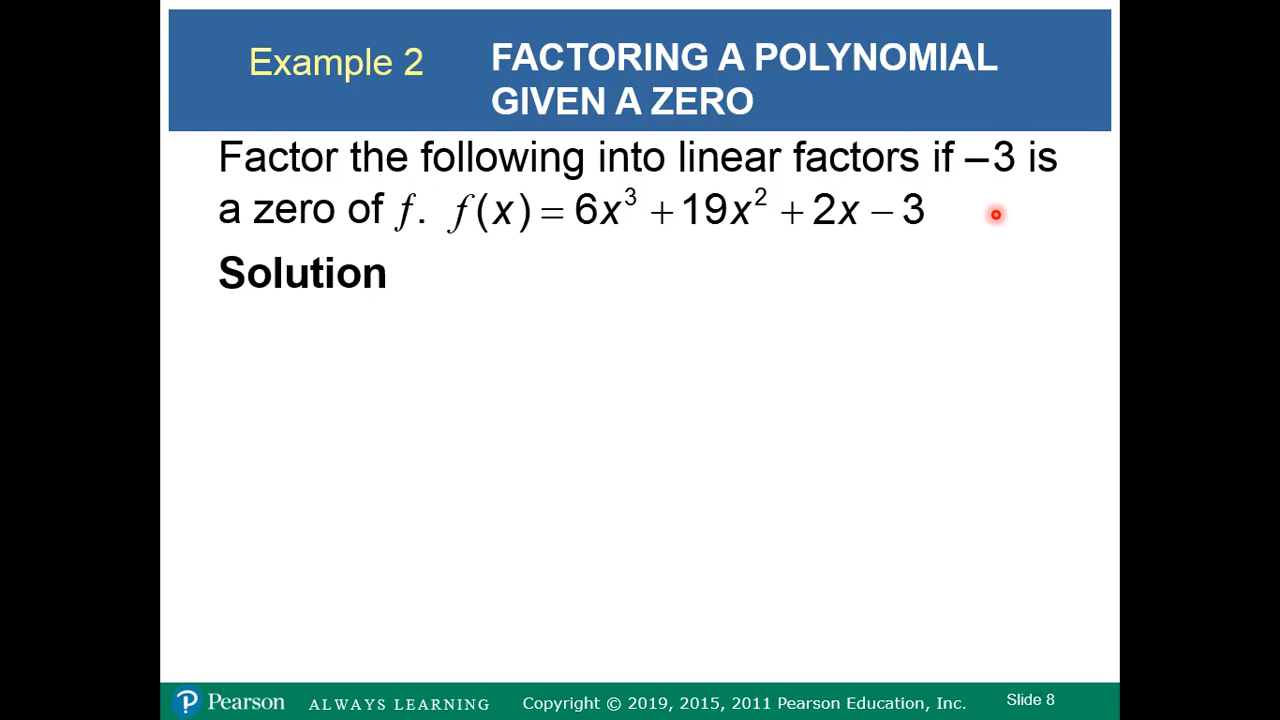 Example 2
FACTORING A POLYNOMIAL
GIVEN A ZERO
Factor the following into linear factors if –3 is
a zero of f. f(x) = 6x³ + 19x² + 2x − 3
Solution
Pearson
ALWAYS LEARNING
Copyright © 2019, 2015, 2011 Pearson Education, Inc.
Slide 8